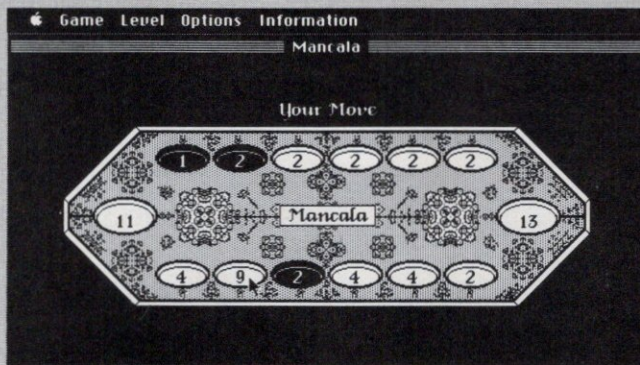 Game Level Options Information
Mancala
Your Move
1 2 2 2 2 2
11 Mancala 13
4 9 2 4 4 2